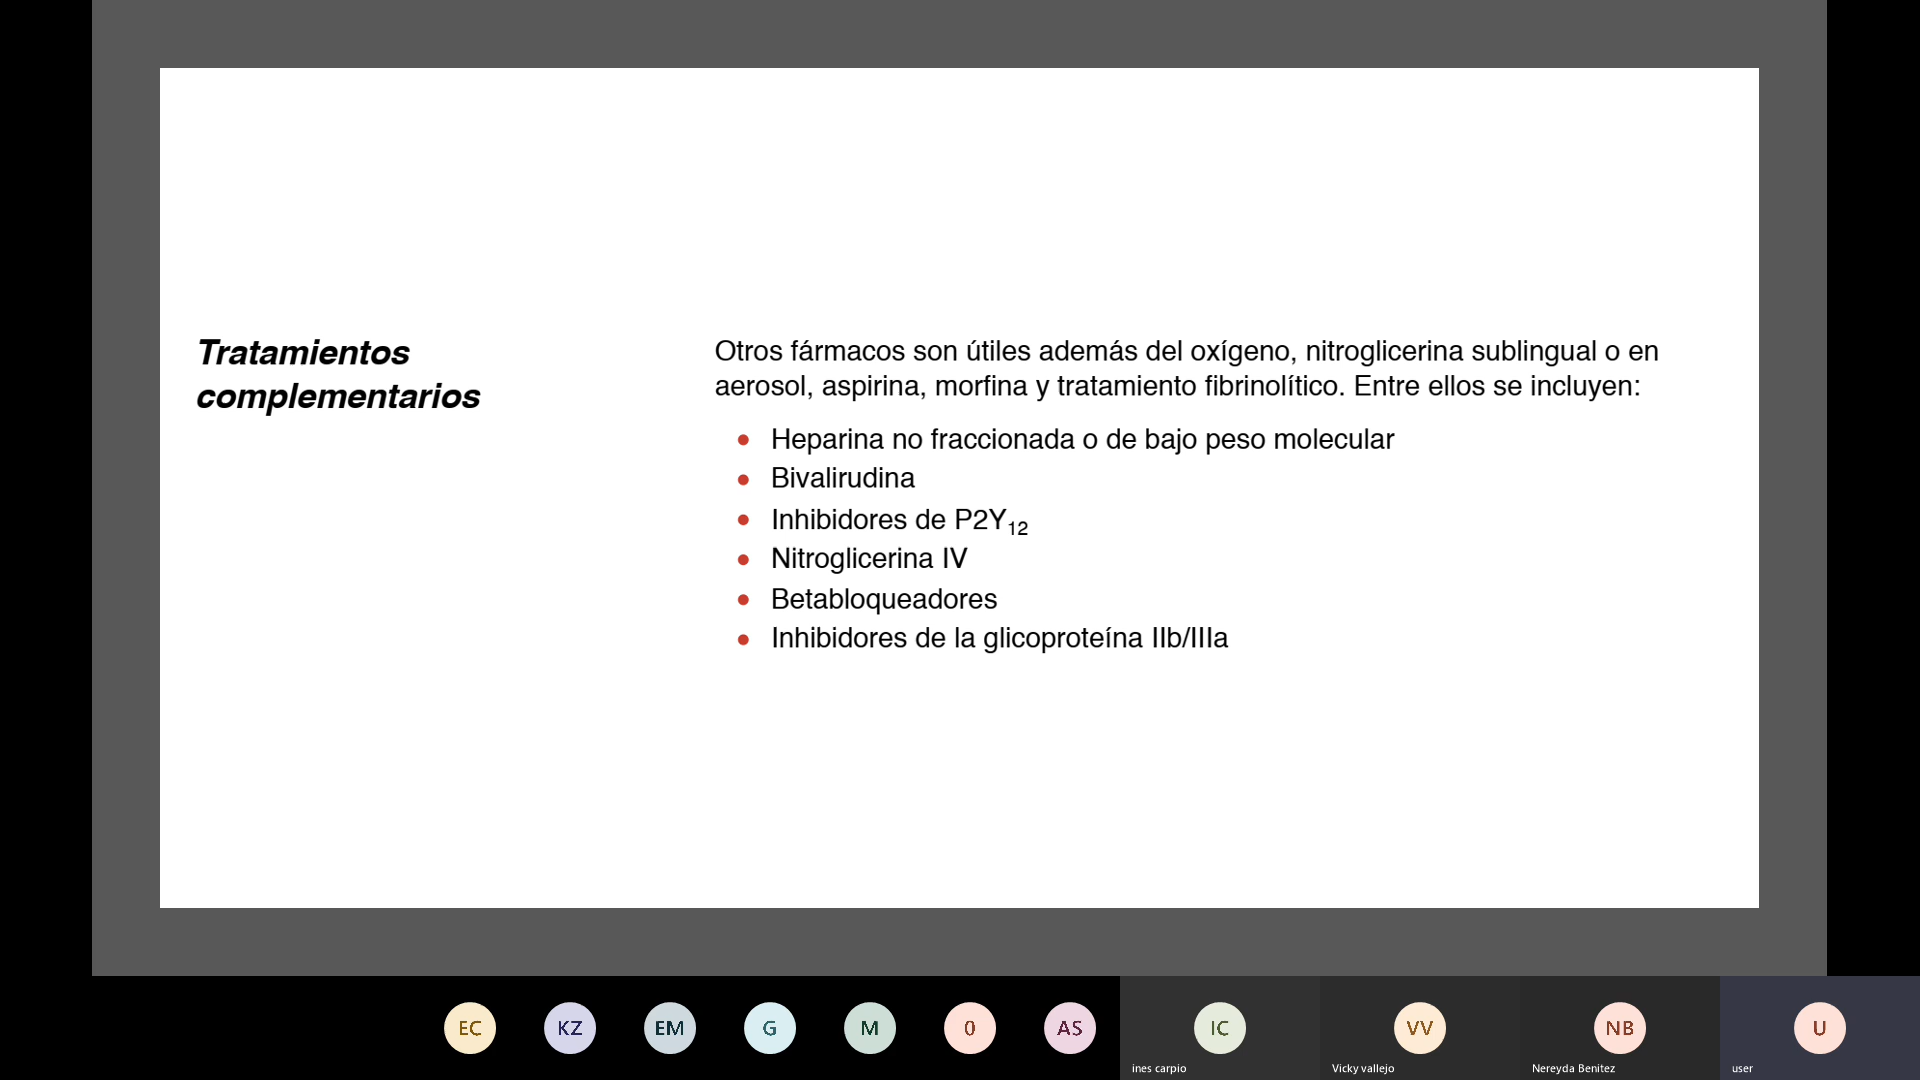 Tratamientos
complementarios
Otros fármacos son útiles además del oxígeno, nitroglicerina sublingual o en
aerosol, aspirina, morfina y tratamiento fibrinolítico. Entre ellos se incluyen:
• Heparina no fraccionada o de bajo peso molecular
• Bivalirudina
• Inhibidores de P2Y₁₂
• Nitroglicerina IV
• Betabloqueadores
• Inhibidores de la glicoproteína IIb/IIIa
EC KZ EM G M 0 AS IC VV NB U
ines carpio Vicky vallejo Nereyda Benitez user